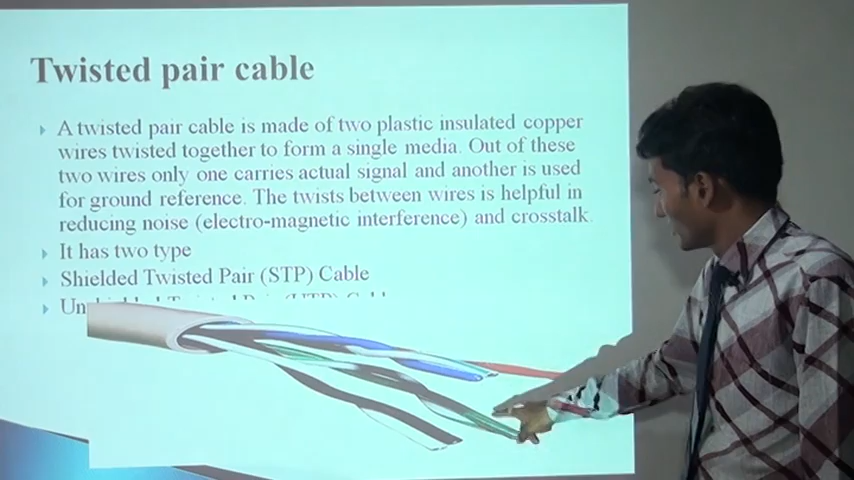 Twisted pair cable
A twisted pair cable is made of two plastic insulated copper
wires twisted together to form a single media. Out of these
two wires only one carries actual signal and another is used
for ground reference. The twists between wires is helpful in
reducing noise (electro-magnetic interference) and crosstalk.
It has two type
Shielded Twisted Pair (STP) Cable